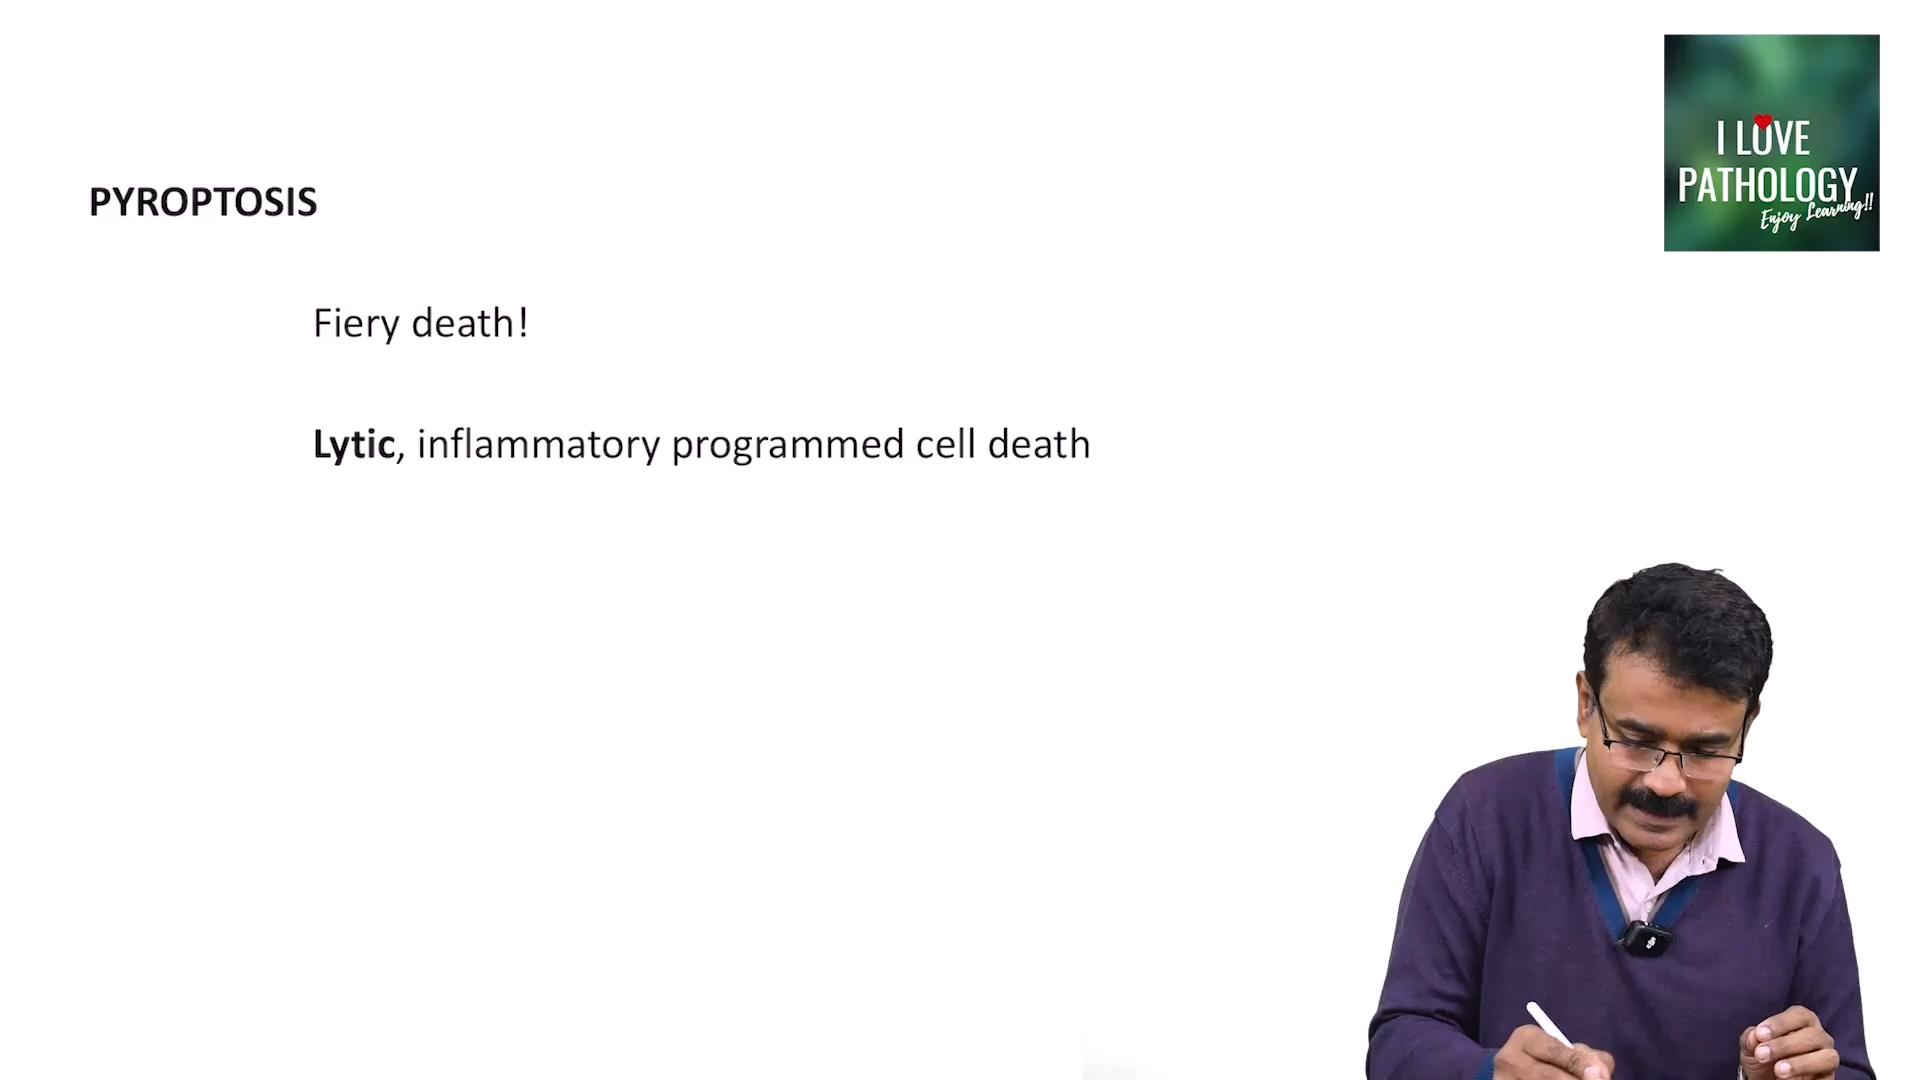 I LOVE
PATHOLOGY
Enjoy Learning!!
PYROPTOSIS
Fiery death!
Lytic, inflammatory programmed cell death